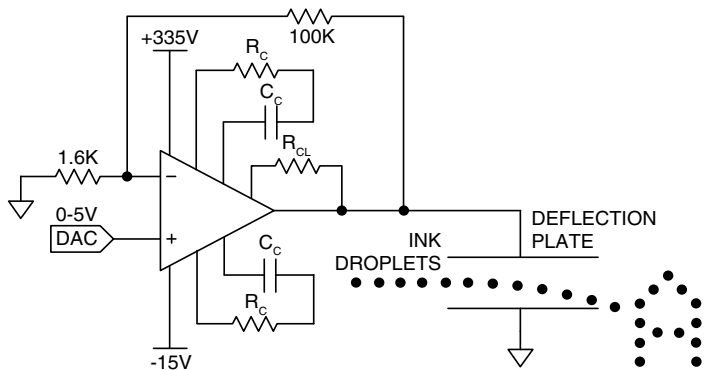 100K
+335V
R_C
C_C
1.6K
R_CL
−
0-5V
DAC
+
INK DROPLETS
DEFLECTION PLATE
C_C
R_C
-15V